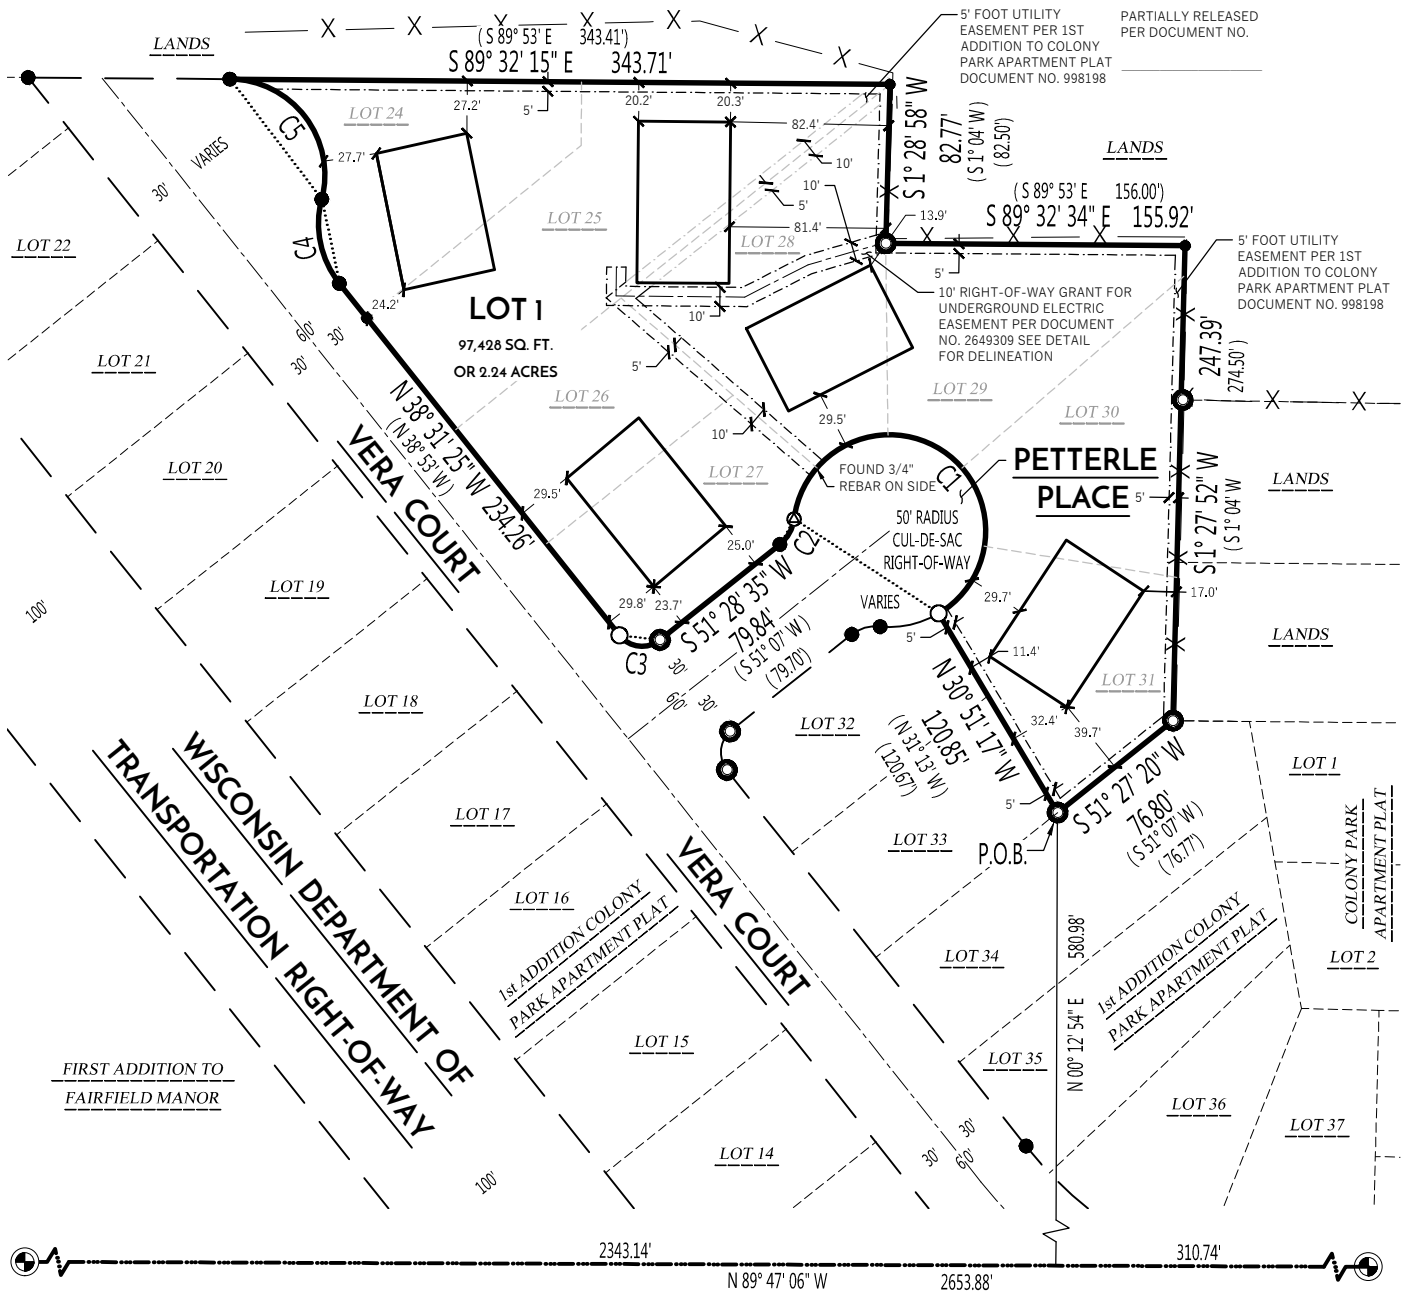 LANDS
( S 89° 53' E 343.41')
S 89° 32' 15" E 343.71'
5' FOOT UTILITY
EASEMENT PER 1ST
ADDITION TO COLONY
PARK APARTMENT PLAT
DOCUMENT NO. 998198
PARTIALLY RELEASED
PER DOCUMENT NO.
X X X X X X X
C5
VARIES
30'
LOT 24
27.2'
5'
20.2'
20.3'
82.4'
10'
27.7'
S 1° 28' 58" W
82.77'
( S 1° 04' W )
( 82.50')
LANDS
( S 89° 53' E 156.00')
S 89° 32' 34" E 155.92'
X X X
LOT 22
C4
LOT 25
LOT 28
10'
5'
81.4'
13.9'
5'
5' FOOT UTILITY
EASEMENT PER 1ST
ADDITION TO COLONY
PARK APARTMENT PLAT
DOCUMENT NO. 998198
24.2'
LOT 1
97,428 SQ. FT.
OR 2.24 ACRES
10'
10' RIGHT-OF-WAY GRANT FOR
UNDERGROUND ELECTRIC
EASEMENT PER DOCUMENT
NO. 2649309 SEE DETAIL
FOR DELINEATION
60'
30'
30'
LOT 21
5'
247.39'
274.50')
LOT 26
LOT 29
LOT 30
X X
N 38° 31' 25" W 234.26'
(N 38° 53' W)
VERA COURT
10'
29.5'
LOT 20
LOT 27
FOUND 3/4"
REBAR ON SIDE
C1
PETTERLE
PLACE
5'
S 1° 27' 52" W
( S 1° 04' W
LANDS
29.5'
50' RADIUS
CUL-DE-SAC
RIGHT-OF-WAY
25.0'
C2
LOT 19
100'
29.8'
23.7'
VARIES
29.7'
17.0'
5'
C3
S 51° 28' 35" W
79.84'
( S 51° 07' W )
(79.70')
LANDS
11.4'
30'
60'
30'
LOT 31
LOT 18
LOT 32
N 30° 51' 17" W
120.85'
(N 31° 13' W)
(120.67')
32.4'
39.7'
LOT 1
WISCONSIN DEPARTMENT OF
TRANSPORTATION RIGHT-OF-WAY
5'
S 51° 27' 20" W
76.80'
( S 51° 07' W )
(76.77')
LOT 17
LOT 33
P.O.B.
COLONY PARK
APARTMENT PLAT
VERA COURT
LOT 16
1st ADDITION COLONY
PARK APARTMENT PLAT
LOT 34
N 00° 12' 54" E 580.98'
1st ADDITION COLONY
PARK APARTMENT PLAT
LOT 2
LOT 15
LOT 35
FIRST ADDITION TO
FAIRFIELD MANOR
LOT 36
LOT 37
30'
30'
60'
LOT 14
100'
2343.14'
310.74'
N 89° 47' 06" W 2653.88'